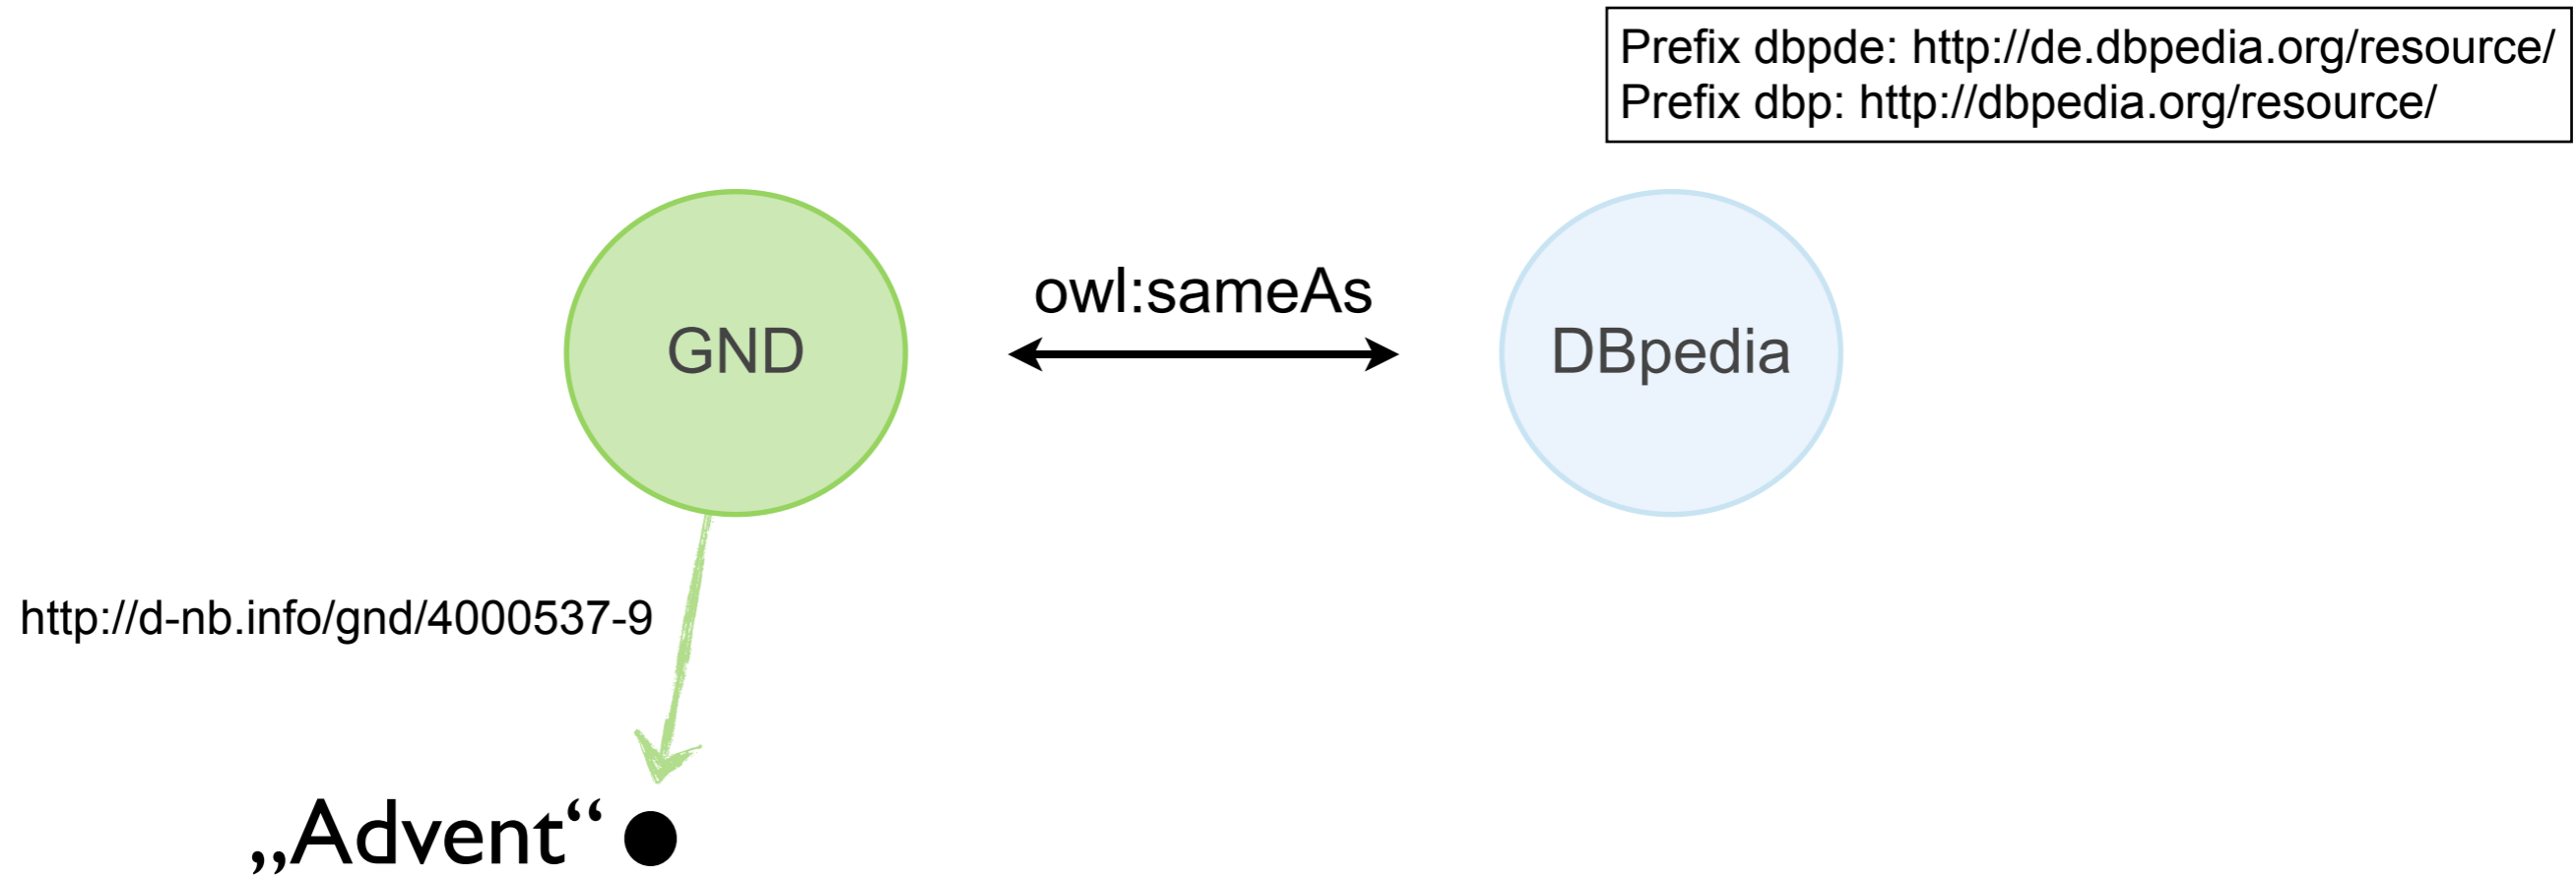 Prefix dbpde: http://de.dbpedia.org/resource/
Prefix dbp: http://dbpedia.org/resource/
owl:sameAs
GND
DBpedia
http://d-nb.info/gnd/4000537-9
„Advent“